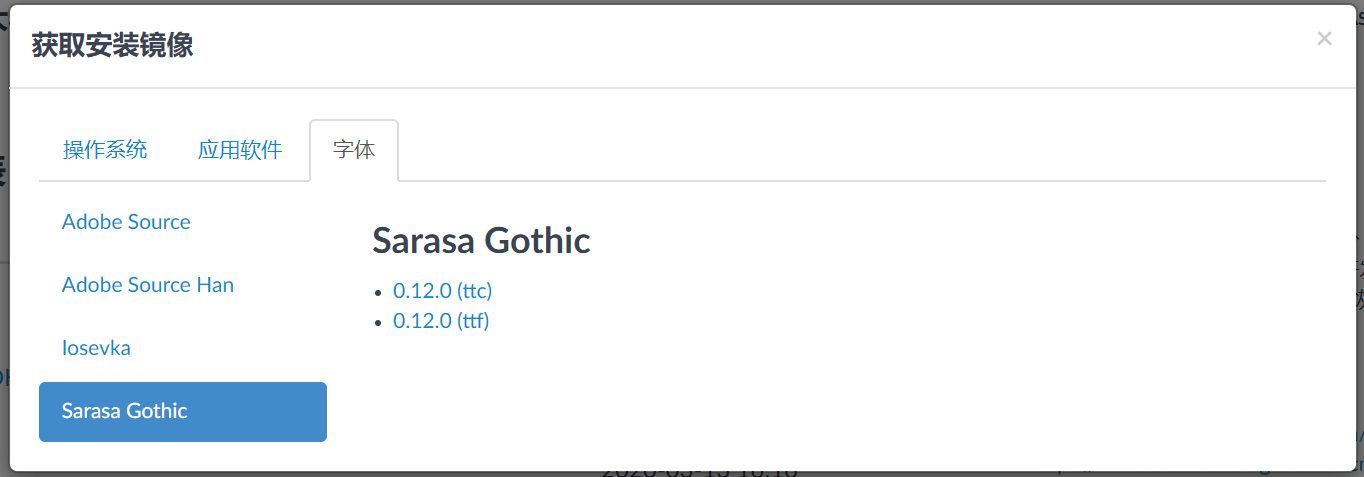 获取安装镜像
×
操作系统 应用软件 字体
Adobe Source
Adobe Source Han
Iosevka
Sarasa Gothic
Sarasa Gothic
• 0.12.0 (ttc)
• 0.12.0 (ttf)